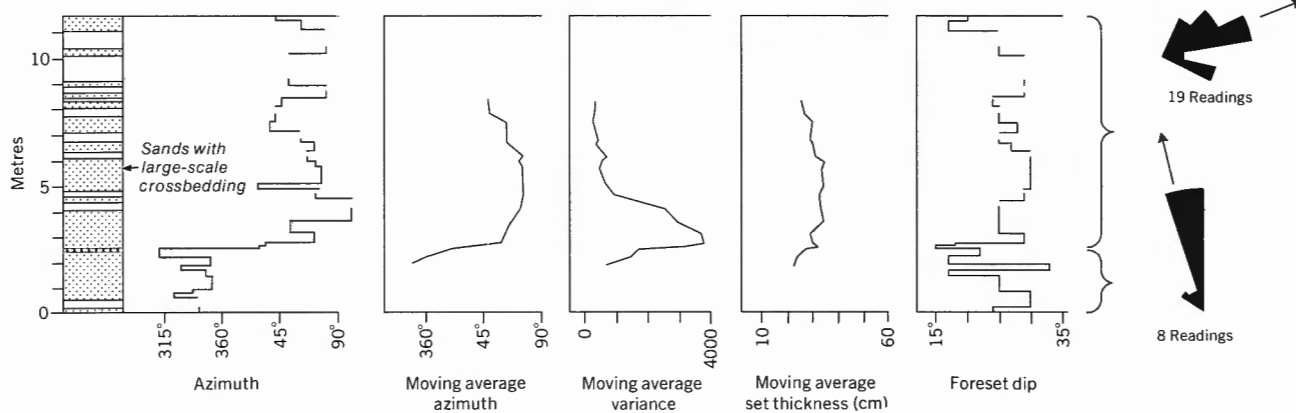 Metres
10
5
0
Sands with
large-scale
crossbedding
315°
360°
45°
90°
Azimuth
360°
45°
90°
Moving average
azimuth
0
4000
Moving average
variance
10
60
Moving average
set thickness (cm)
15°
35°
Foreset dip
19 Readings
8 Readings